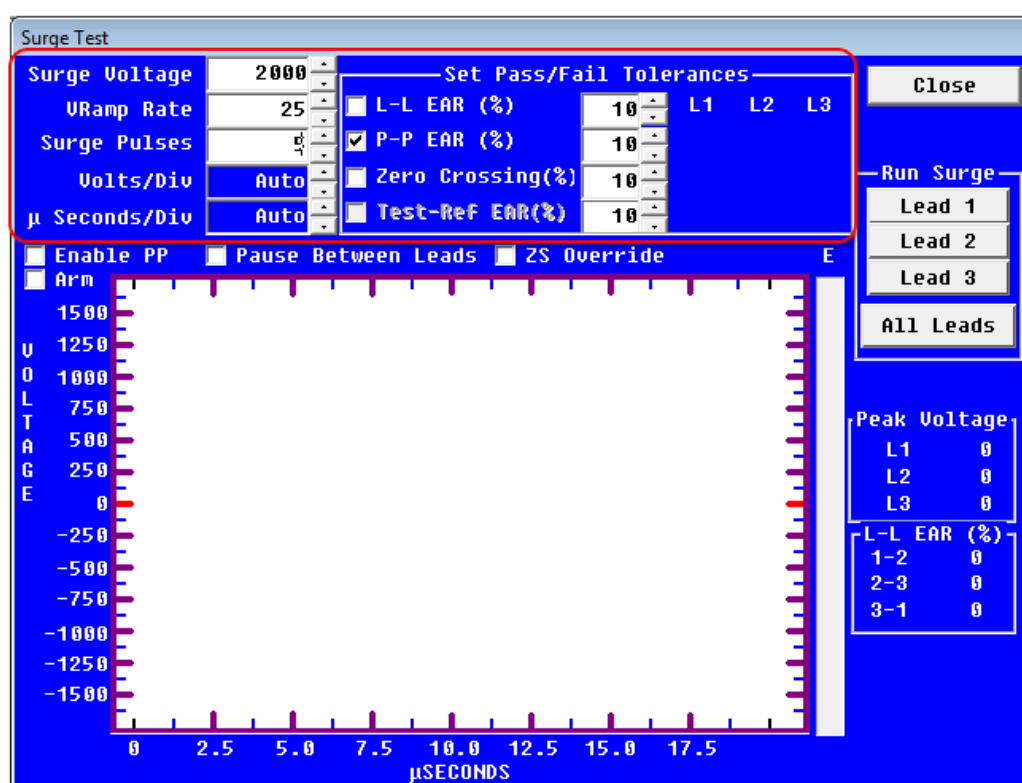 Surge Test
Surge Voltage 2000 Set Pass/Fail Tolerances
VRamp Rate 25 L-L EAR (%) 10 L1 L2 L3
Surge Pulses P-P EAR (%) 10
Volts/Div Auto Zero Crossing(%) 10
µ Seconds/Div Auto Test-Ref EAR(%) 10
Close
Run Surge
Lead 1
Lead 2
Lead 3
All Leads
Enable PP Pause Between Leads ZS Override E
Arm
VOLTAGE
1500
1250
1000
750
500
250
0
-250
-500
-750
-1000
-1250
-1500
0 2.5 5.0 7.5 10.0 12.5 15.0 17.5
µSECONDS
Peak Voltage
L1 0
L2 0
L3 0
L-L EAR (%)
1-2 0
2-3 0
3-1 0